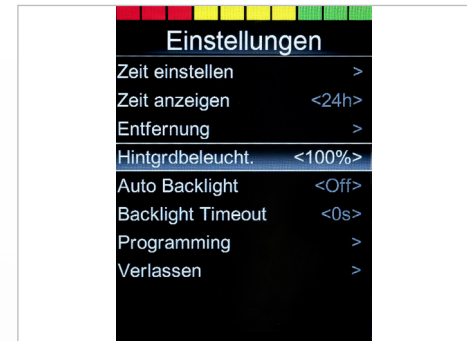 Einstellungen
Zeit einstellen >
Zeit anzeigen <24h>
Entfernung >
Hintgrdbeleucht. <100%>
Auto Backlight <Off>
Backlight Timeout <0s>
Programming >
Verlassen >